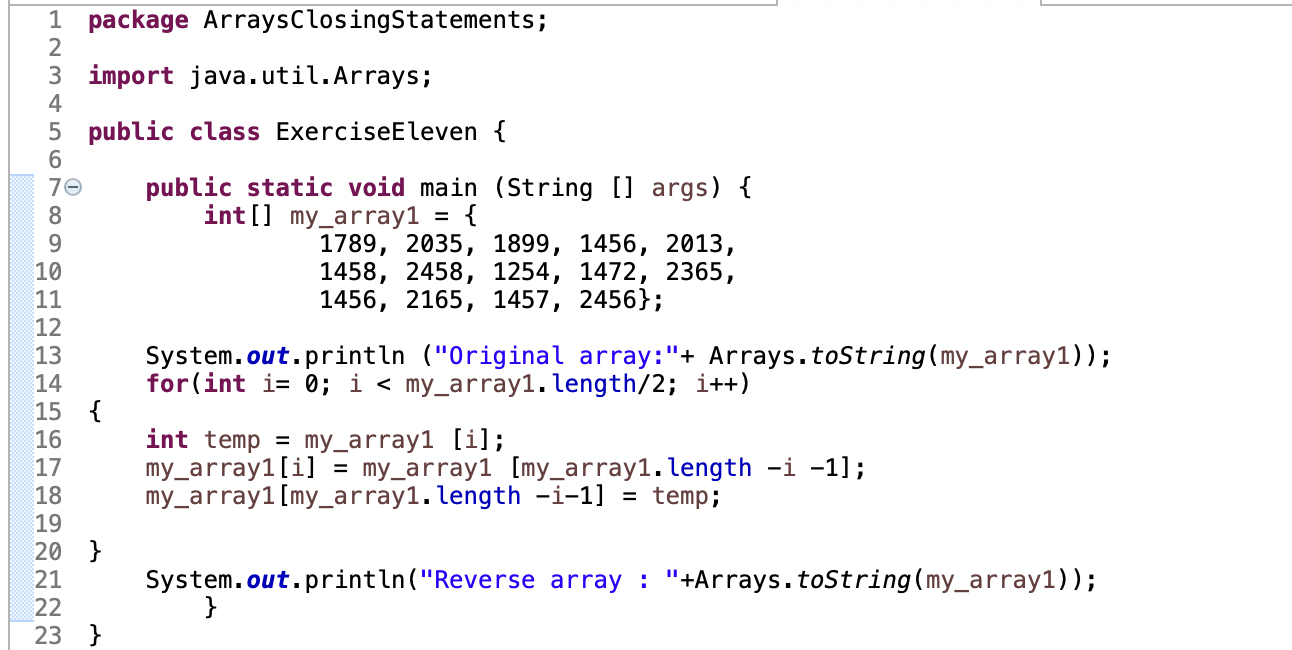 1 package ArraysClosingStatements;
2
3 import java.util.Arrays;
4
5 public class ExerciseEleven {
6
7 public static void main (String [] args) {
8 int[] my_array1 = {
9 1789, 2035, 1899, 1456, 2013,
10 1458, 2458, 1254, 1472, 2365,
11 1456, 2165, 1457, 2456};
12
13 System.out.println ("Original array:"+ Arrays.toString(my_array1));
14 for(int i= 0; i < my_array1.length/2; i++)
15 {
16 int temp = my_array1 [i];
17 my_array1[i] = my_array1 [my_array1.length -i -1];
18 my_array1[my_array1.length -i-1] = temp;
19
20 }
21 System.out.println("Reverse array : "+Arrays.toString(my_array1));
22 }
23 }